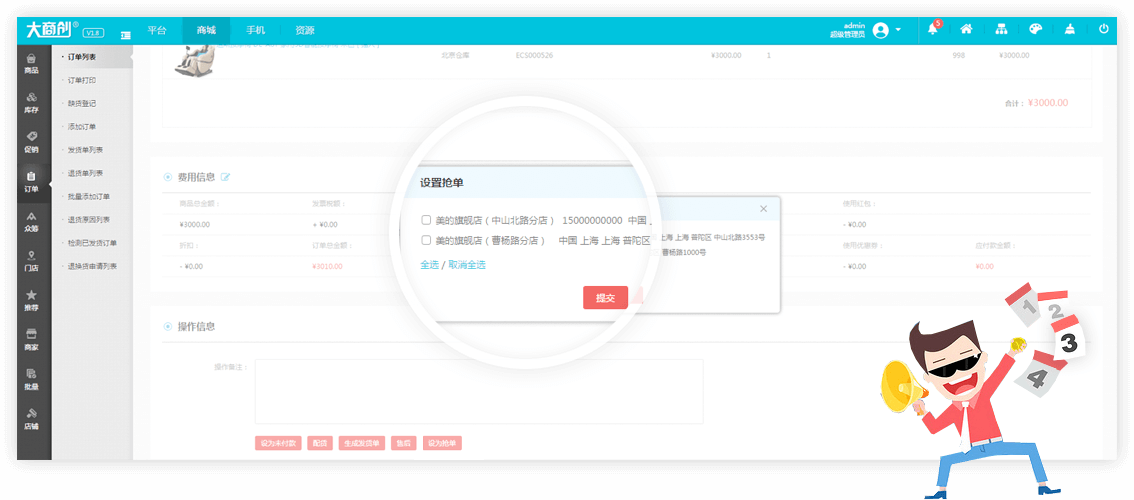 大商创® V1.8 平台 商城 手机 资源 admin 超级管理员 5
商品
库存
促销
订单
众筹
门店
推荐
商家
批量
店铺
订单列表
订单打印
缺货登记
添加订单
发货单列表
退货单列表
批量添加订单
退货原因列表
检测已发货订单
退换货申请列表
北京仓库 ECS000526 ¥3000.00 1 998 ¥3000.00
合计：¥3000.00
费用信息
商品总金额： 发票税额： 使用红包：
¥3000.00 + ¥0.00 - ¥0.00
折扣： 订单总金额： 使用优惠券： 应付款金额：
- ¥0.00 ¥3010.00 - ¥0.00 ¥0.00
设置抢单
美的旗舰店（中山北路分店） 15000000000 中国 上海 上海 普陀区 中山北路3553号
美的旗舰店（曹杨路分店） 中国 上海 上海 普陀区 曹杨路1000号
全选 / 取消全选
提交
操作信息
操作备注：
设为未付款 配货 生成发货单 售后 设为抢单
1
2
3
4